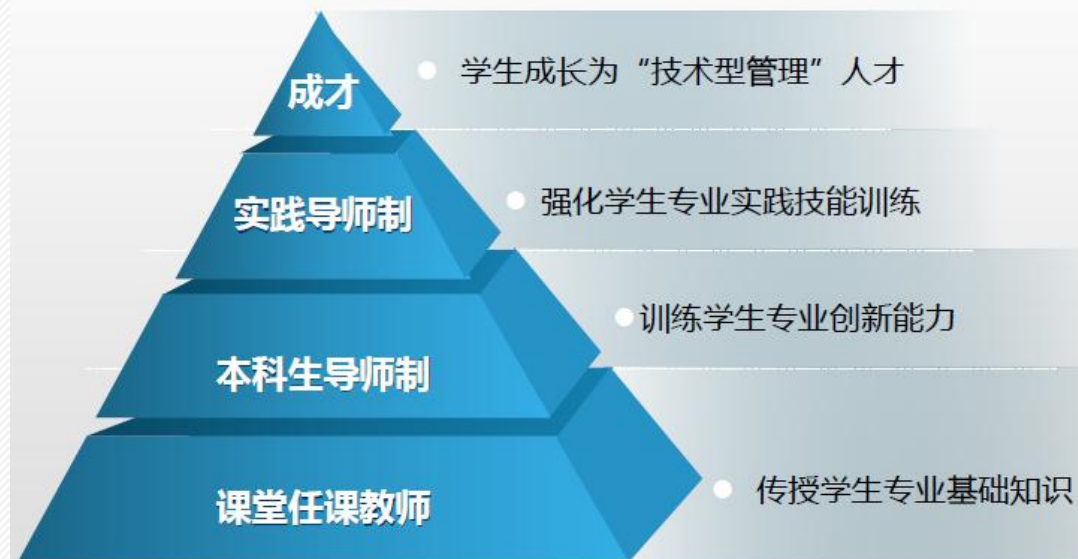 成才
学生成长为“技术型管理”人才
实践导师制
强化学生专业实践技能训练
训练学生专业创新能力
本科生导师制
课堂任课教师
传授学生专业基础知识